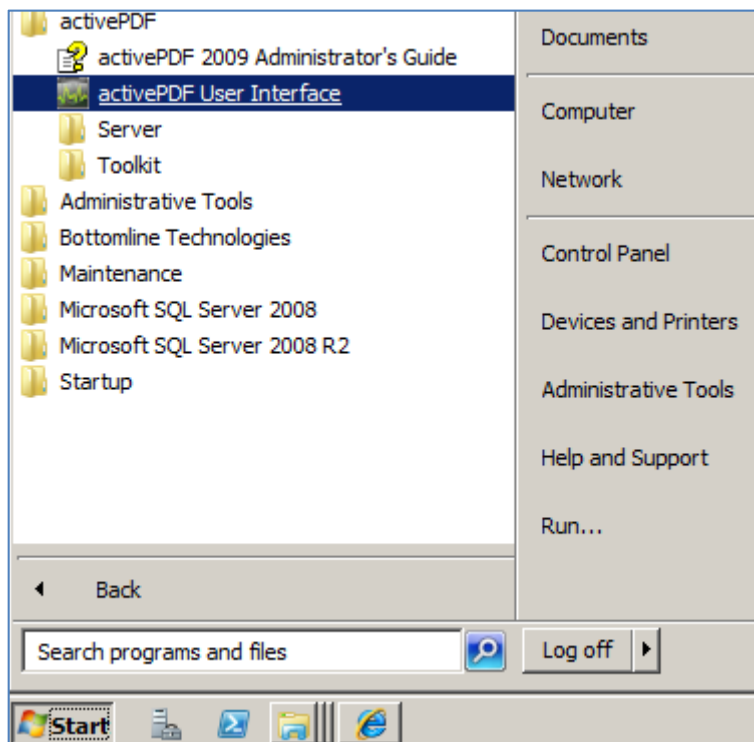 activePDF
activePDF 2009 Administrator's Guide
activePDF User Interface
Server
Toolkit
Administrative Tools
Bottomline Technologies
Maintenance
Microsoft SQL Server 2008
Microsoft SQL Server 2008 R2
Startup
Back
Search programs and files
Documents
Computer
Network
Control Panel
Devices and Printers
Administrative Tools
Help and Support
Run...
Log off
Start